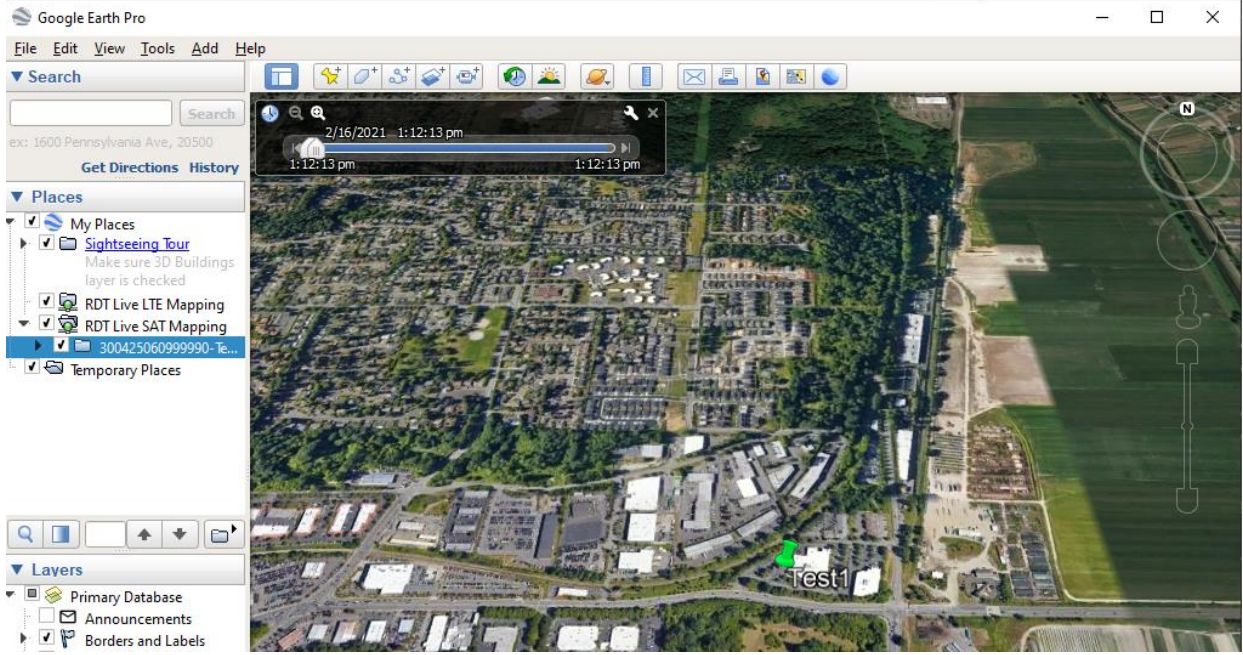 Google Earth Pro
File Edit View Tools Add Help
Search
Search
ex: 1600 Pennsylvania Ave, 20500
Get Directions History
Places
My Places
Sightseeing Tour
Make sure 3D Buildings
layer is checked
RDT Live LTE Mapping
RDT Live SAT Mapping
300425060999990-Te...
Temporary Places
Layers
Primary Database
Announcements
Borders and Labels
2/16/2021 1:12:13 pm
1:12:13 pm 1:12:13 pm
N
Test1